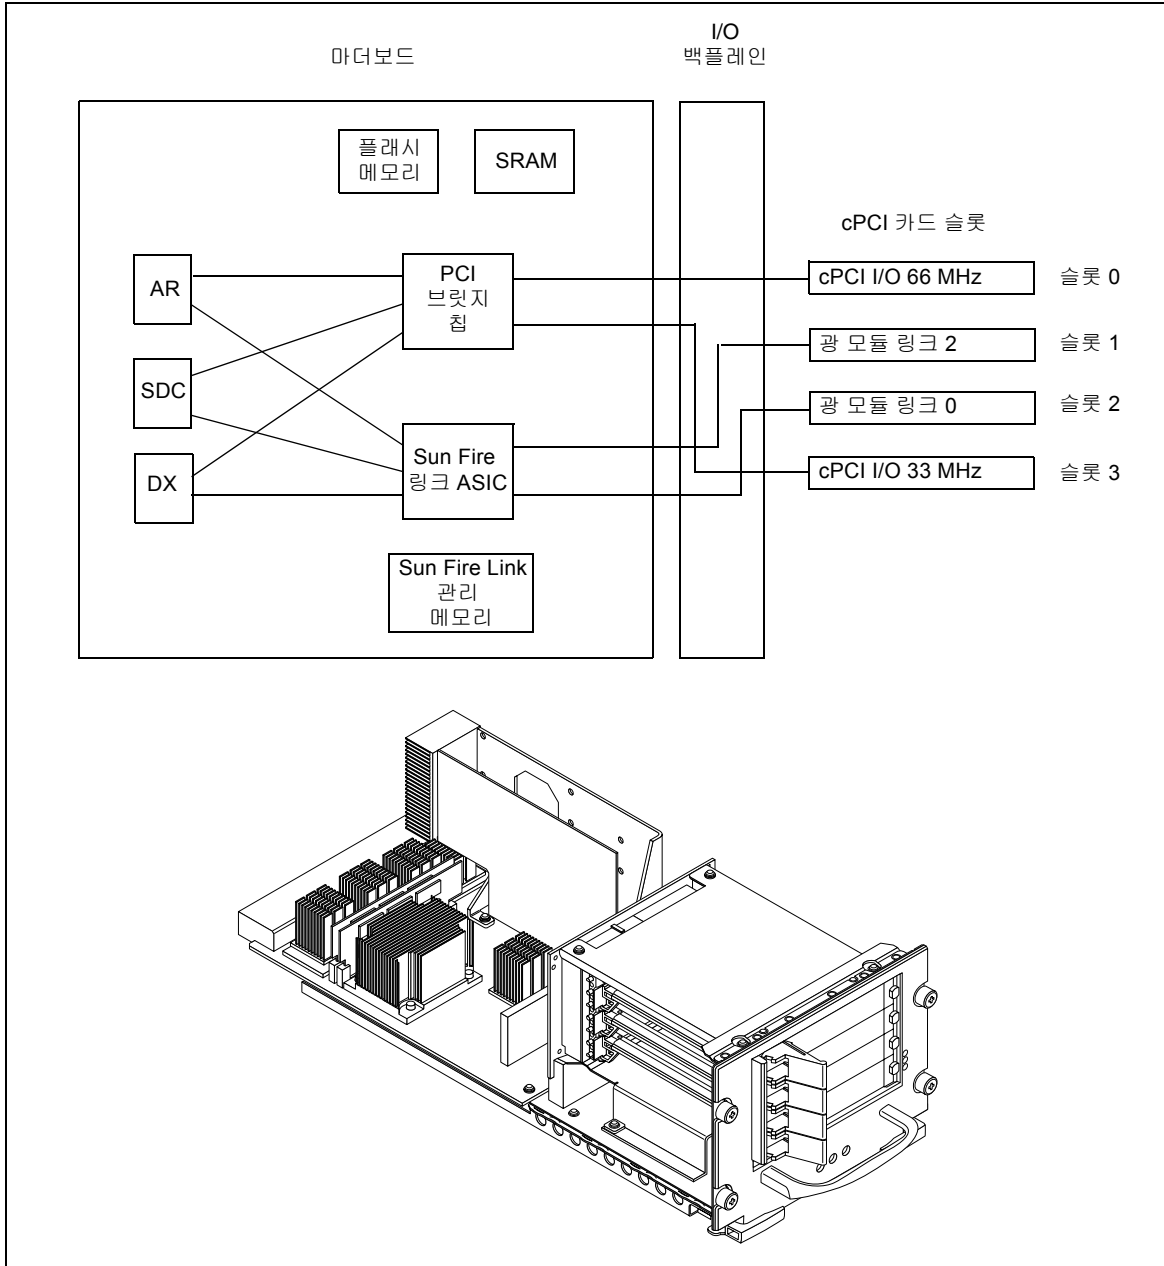 마더보드
I/O
백플레인
플래시
메모리
SRAM
cPCI 카드 슬롯
AR
PCI
브릿지
칩
cPCI I/O 66 MHz
슬롯 0
광 모듈 링크 2
슬롯 1
SDC
광 모듈 링크 0
슬롯 2
DX
Sun Fire
링크 ASIC
cPCI I/O 33 MHz
슬롯 3
Sun Fire Link
관리
메모리